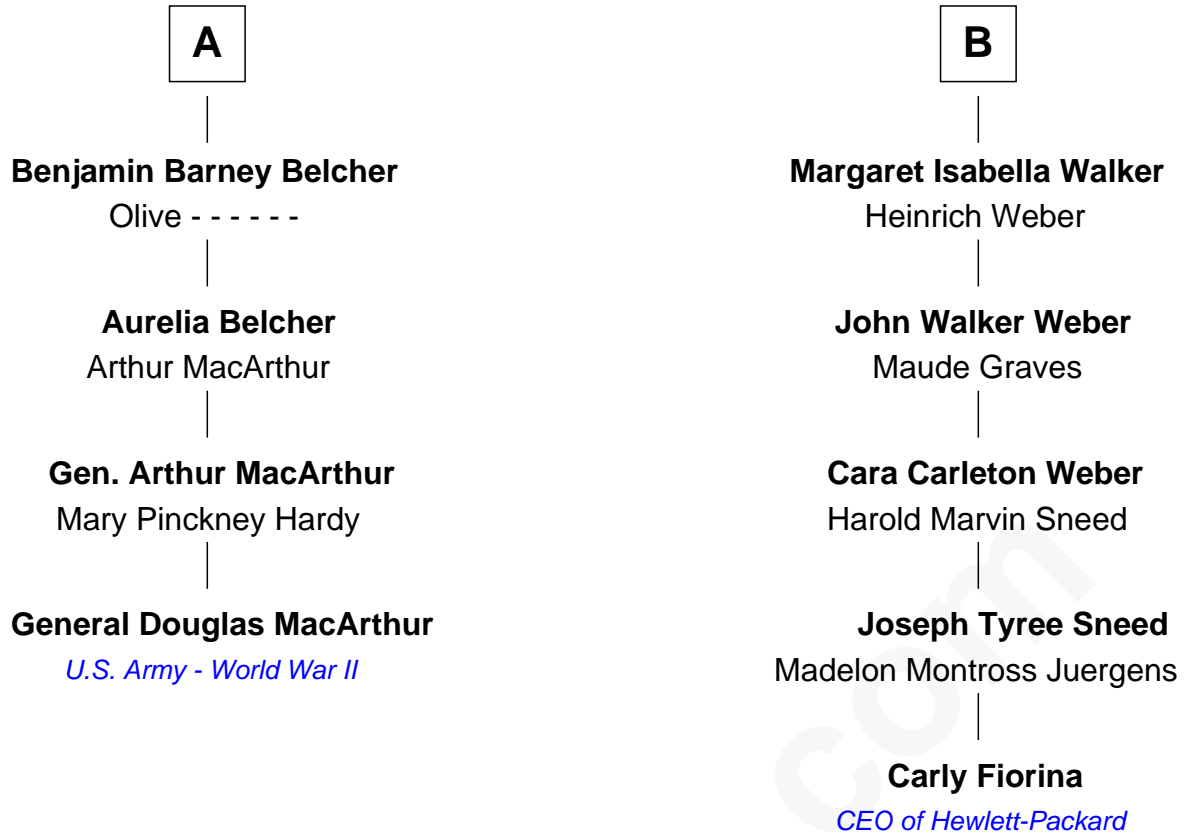 A
Benjamin Barney Belcher
Olive - - - - - -
Aurelia Belcher
Arthur MacArthur
Gen. Arthur MacArthur
Mary Pinckney Hardy
General Douglas MacArthur
U.S. Army - World War II
B
Margaret Isabella Walker
Heinrich Weber
John Walker Weber
Maude Graves
Cara Carleton Weber
Harold Marvin Sneed
Joseph Tyree Sneed
Madelon Montross Juergens
Carly Fiorina
CEO of Hewlett-Packard
com